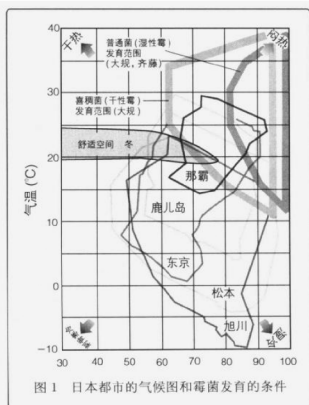 干热
闷热
普通菌(湿性霉)
发育范围
(大规,齐藤)
喜稠菌(干性霉)
发育范围
(大规)
舒适空间 冬
那霸
鹿儿岛
东京
松本
旭川
气温(℃)
40
30
20
10
0
-10
30 40 50 60 70 80 90 100
图1 日本都市的气候图和霉菌发育的条件